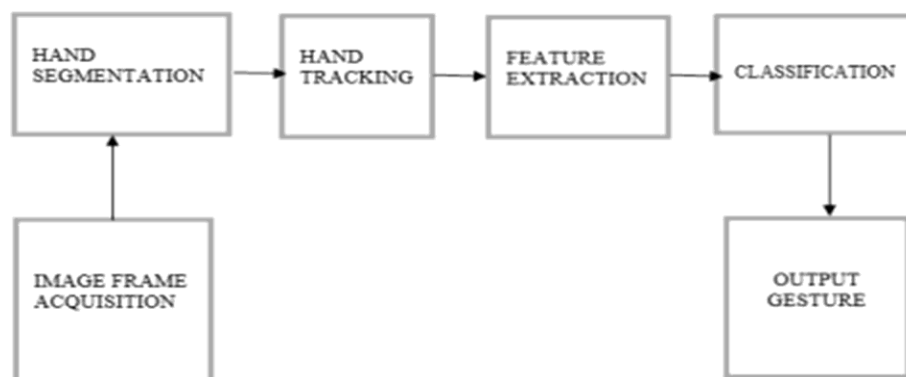 HAND
SEGMENTATION
HAND
TRACKING
FEATURE
EXTRACTION
CLASSIFICATION
IMAGE FRAME
ACQUISITION
OUTPUT
GESTURE